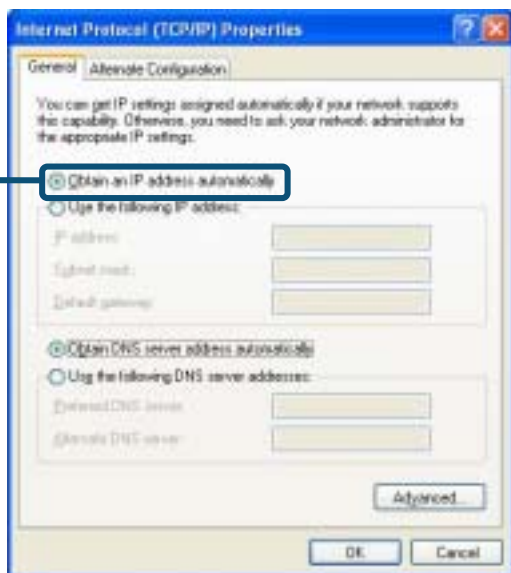 Internet Protocol (TCP/IP) Properties
General
Alternate Configuration
You can get IP settings assigned automatically if your network supports
this capability. Otherwise, you need to ask your network administrator for
the appropriate IP settings.
Obtain an IP address automatically
Use the following IP address:
IP address:
Subnet mask:
Default gateway:
Obtain DNS server address automatically
Use the following DNS server addresses:
Preferred DNS server:
Alternate DNS server:
Advanced...
OK
Cancel